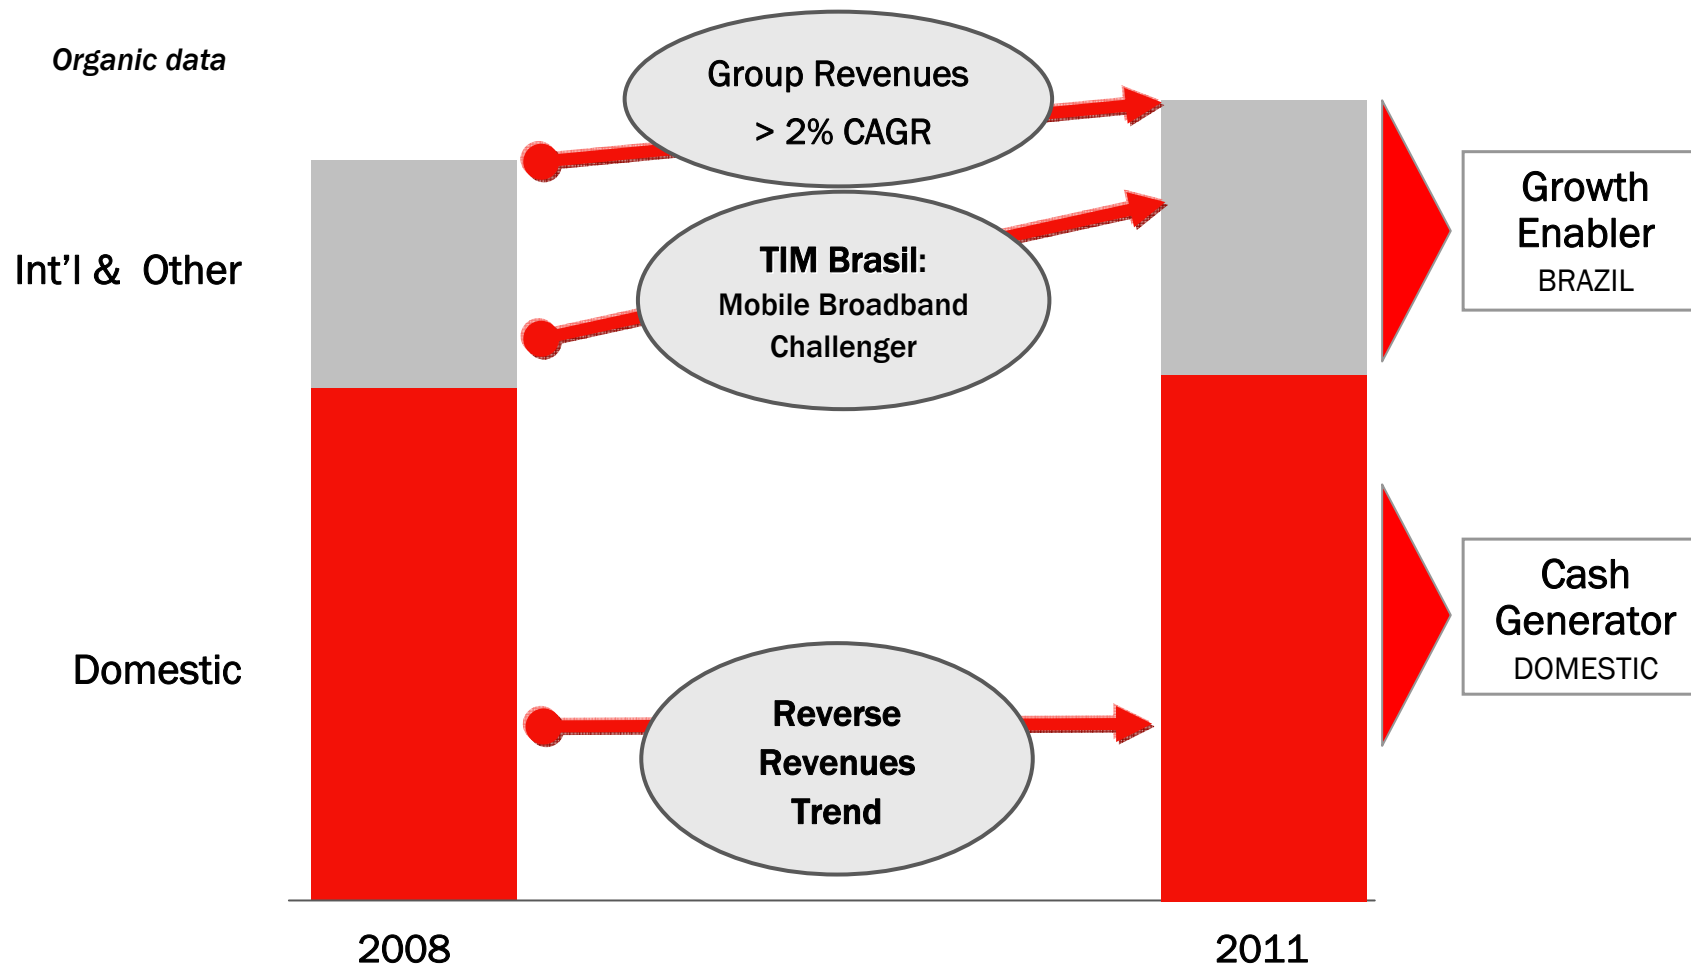 Organic data
Group Revenues
> 2% CAGR
Int'l & Other
TIM Brasil:
Mobile Broadband
Challenger
Growth
Enabler
BRAZIL
Domestic
Reverse
Revenues
Trend
Cash
Generator
DOMESTIC
2008
2011